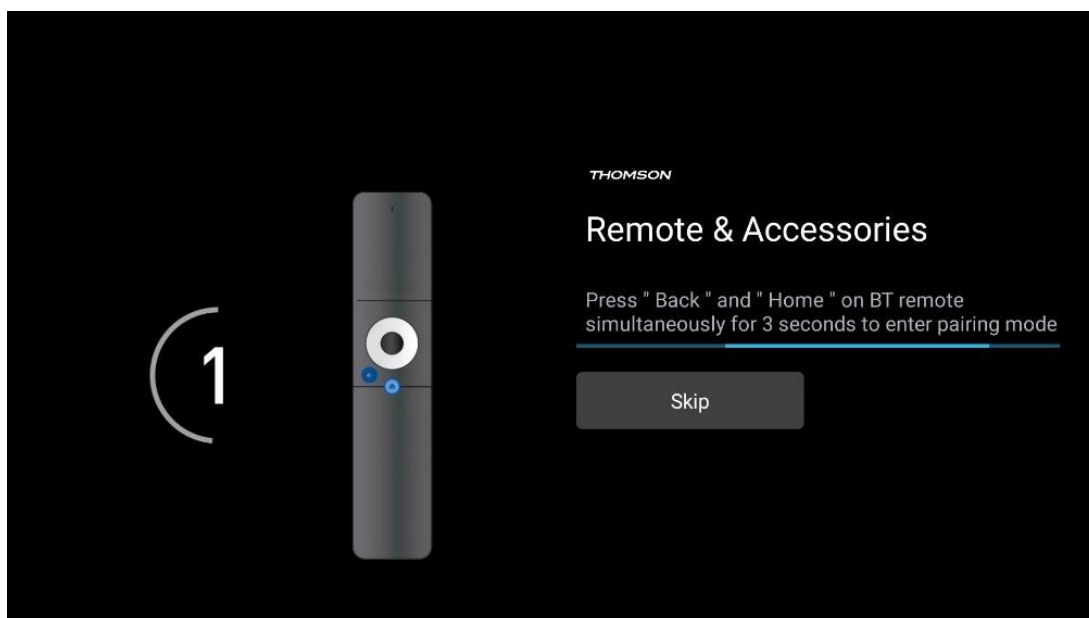 1
THOMSON
Remote & Accessories
Press " Back " and " Home " on BT remote
simultaneously for 3 seconds to enter pairing mode
Skip